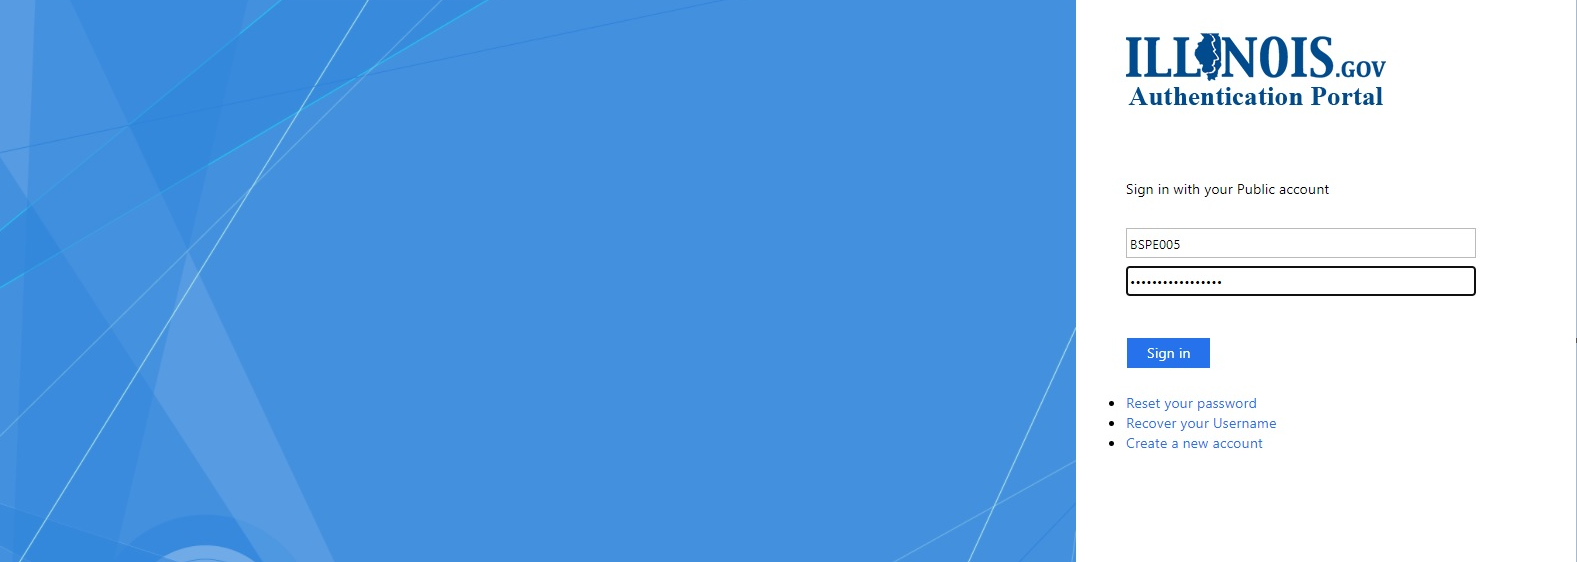 ILLINOIS.GOV
Authentication Portal
Sign in with your Public account
BSPE005
•••••••••••••••••
Sign in
Reset your password
Recover your Username
Create a new account